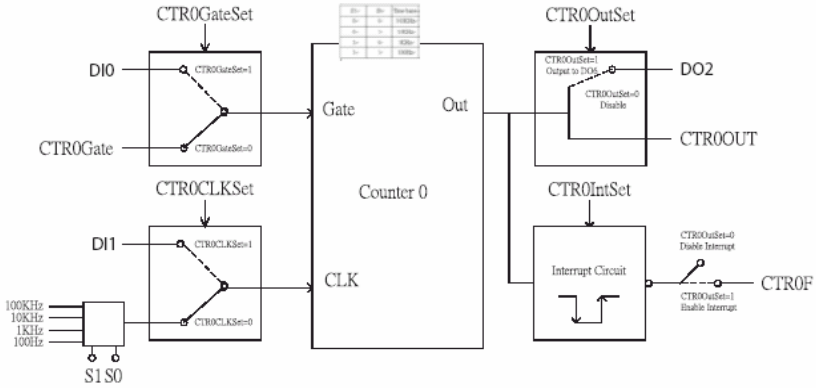 CTR0GateSet
CTR0OutSet
DI0
CTR0GateSet=1
CTR0Gate
CTR0GateSet=0
Gate
Out
Counter 0
CLK
CTR0OutSet=1
Output to DO6
CTR0OutSet=0
Disable
DO2
CTR0OUT
CTR0CLKSet
DI1
CTR0CLKSet=1
CTR0CLKSet=0
100KHz
10KHz
1KHz
100Hz
S1 S0
CTR0IntSet
Interrupt Circuit
CTR0OutSet=0
Diable Interrupt
CTR0F
CTR0OutSet=1
Enable Interrupt